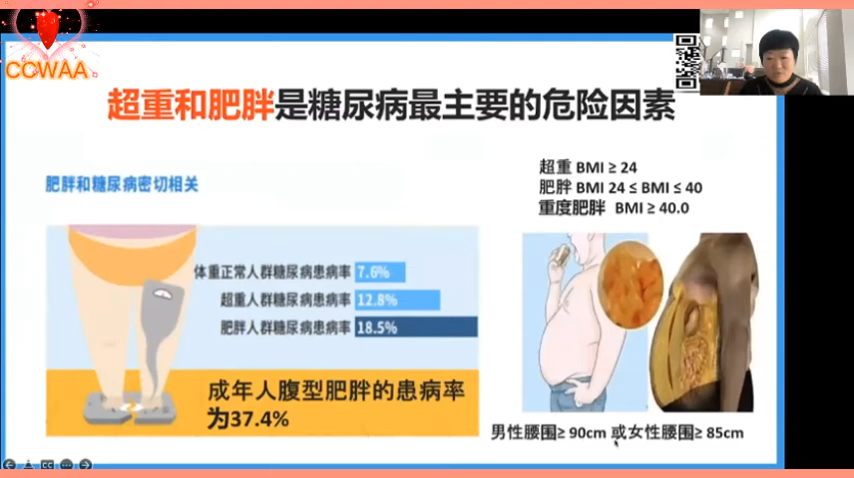 CCWAA
超重和肥胖是糖尿病最主要的危险因素
肥胖和糖尿病密切相关
体重正常人群糖尿病患病率 7.6%
超重人群糖尿病患病率 12.8%
肥胖人群糖尿病患病率 18.5%
成年人腹型肥胖的患病率
为37.4%
超重 BMI ≥ 24
肥胖 BMI 24 ≤ BMI ≤ 40
重度肥胖 BMI ≥ 40.0
男性腰围≥ 90cm 或女性腰围≥ 85cm
CC